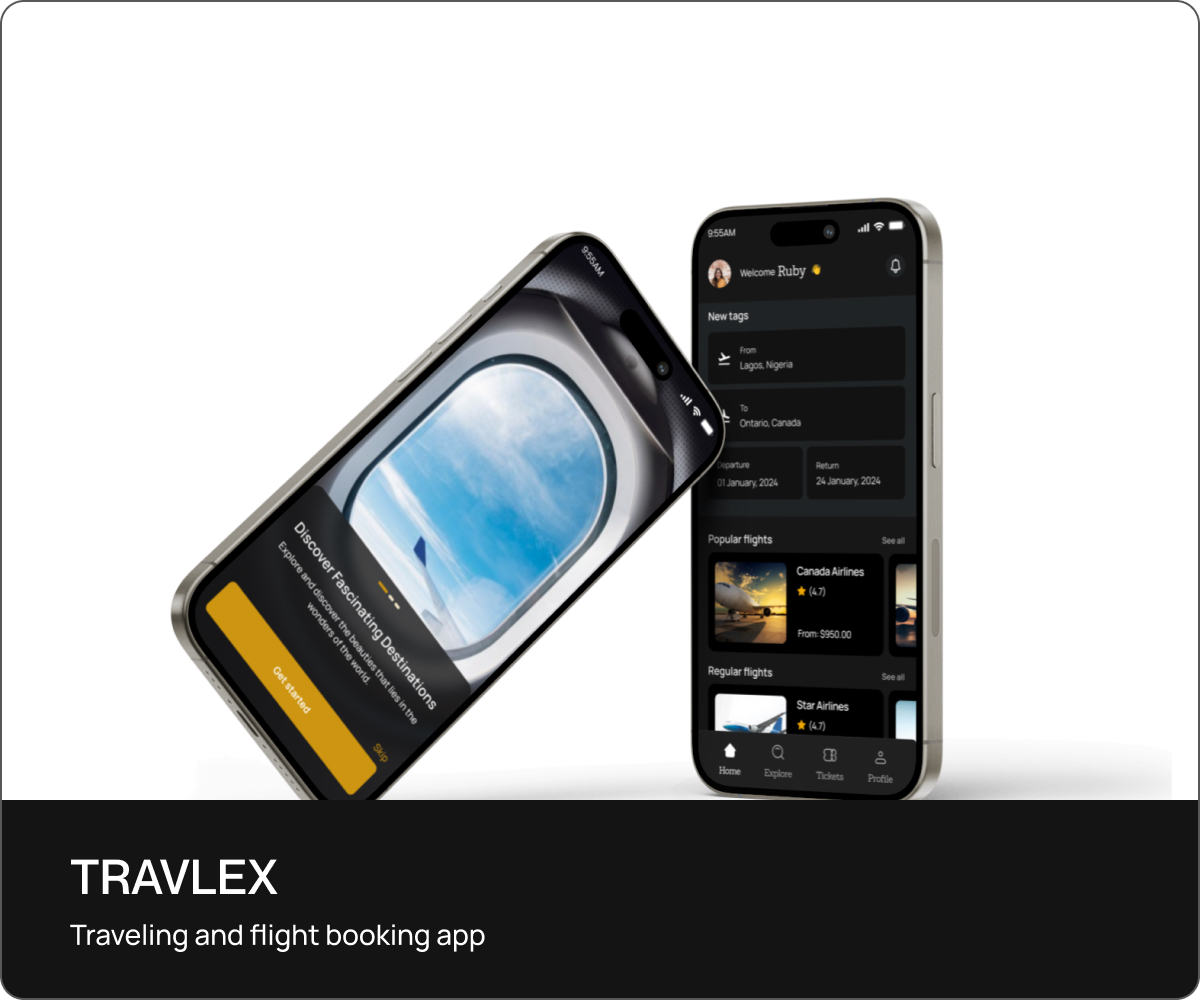 9:55AM
Discover Fascinating Destinations
Explore and discover the beauties that lies in the
wonders of the world.
Get started
Skip
9:55AM
Welcome Ruby 👋
New tags
From
Lagos, Nigeria
To
Ontario, Canada
Departure
01 January, 2024
Return
24 January, 2024
Popular flights
See all
Canada Airlines
⭐ (4.7)
From: $950.00
Regular flights
See all
Star Airlines
⭐ (4.7)
Home
Explore
Tickets
Profile
TRAVLEX
Traveling and flight booking app